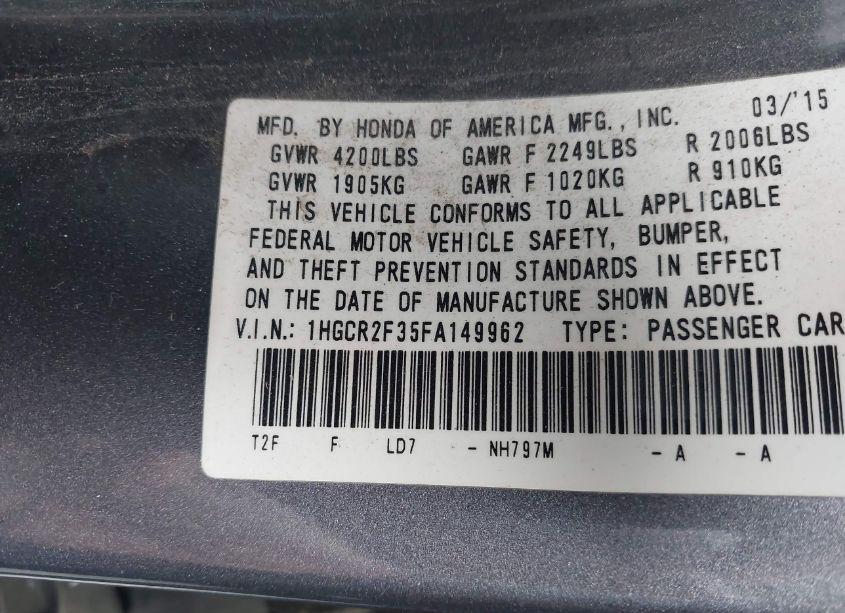 MFD. BY HONDA OF AMERICA MFG., INC. 03/'15
GVWR 4200LBS GAWR F 2249LBS R 2006LBS
GVWR 1905KG GAWR F 1020KG R 910KG
THIS VEHICLE CONFORMS TO ALL APPLICABLE
FEDERAL MOTOR VEHICLE SAFETY, BUMPER,
AND THEFT PREVENTION STANDARDS IN EFFECT
ON THE DATE OF MANUFACTURE SHOWN ABOVE.
V.I.N.: 1HGCR2F35FA149962 TYPE: PASSENGER CAR
T2F F LD7 - NH797M - A - A